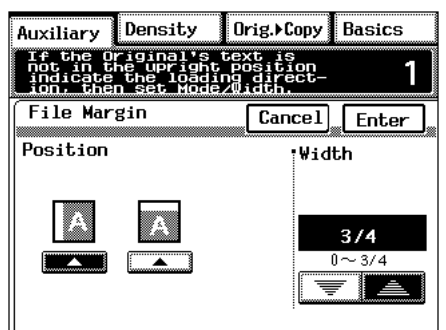 Auxiliary Density Orig.▸Copy Basics
If the Original's text is
not in the upright position
indicate the loading direct-
ion, then set Mode/Width.
1
File Margin Cancel Enter
Position ·Width
A A
3/4
0～3/4